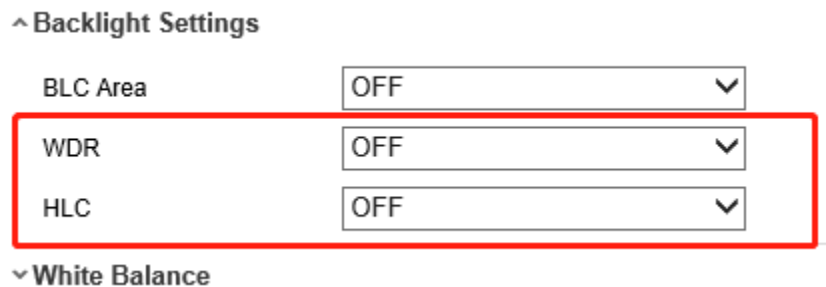 Backlight Settings
BLC Area OFF
WDR OFF
HLC OFF
White Balance